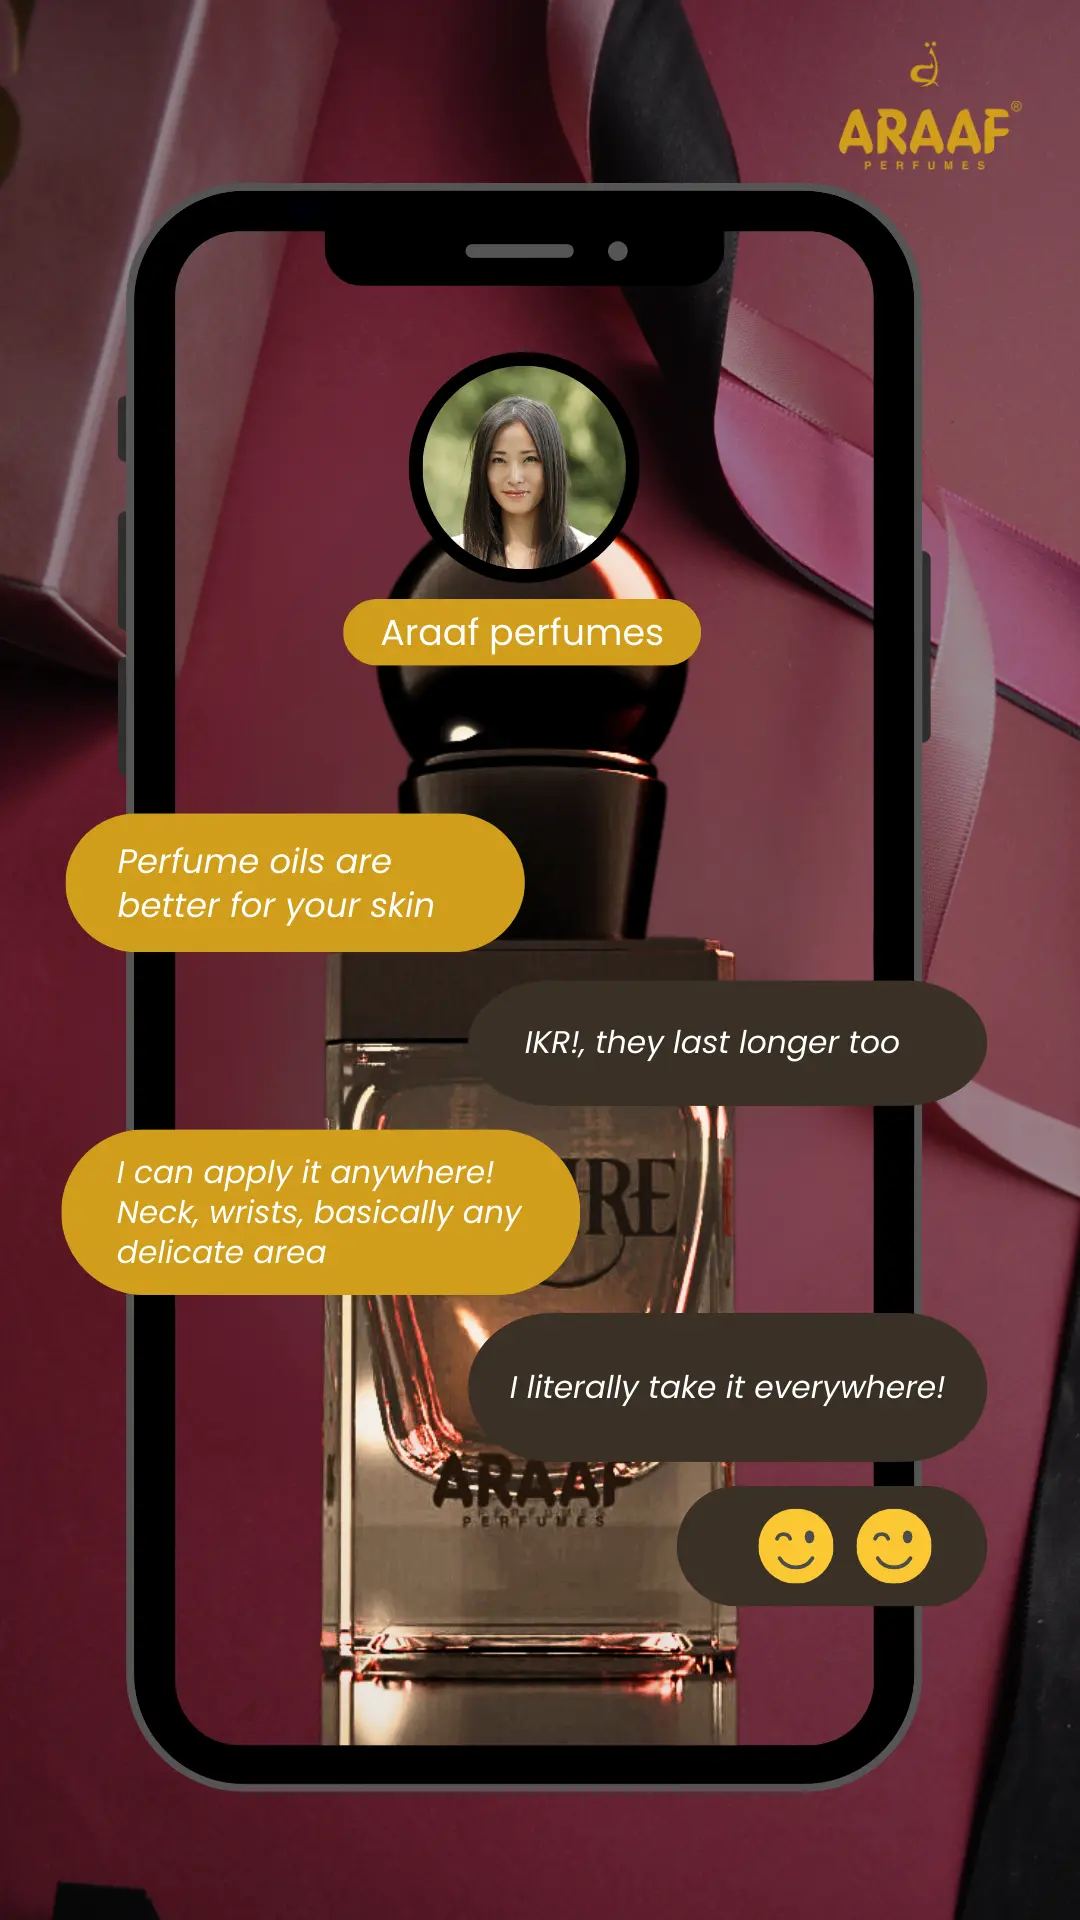 ق
ARAAF®
PERFUMES
Araaf perfumes
Perfume oils are
better for your skin
IKR!, they last longer too
I can apply it anywhere!
Neck, wrists, basically any
delicate area
RE
I literally take it everywhere!
ARAAF
PERFUMES